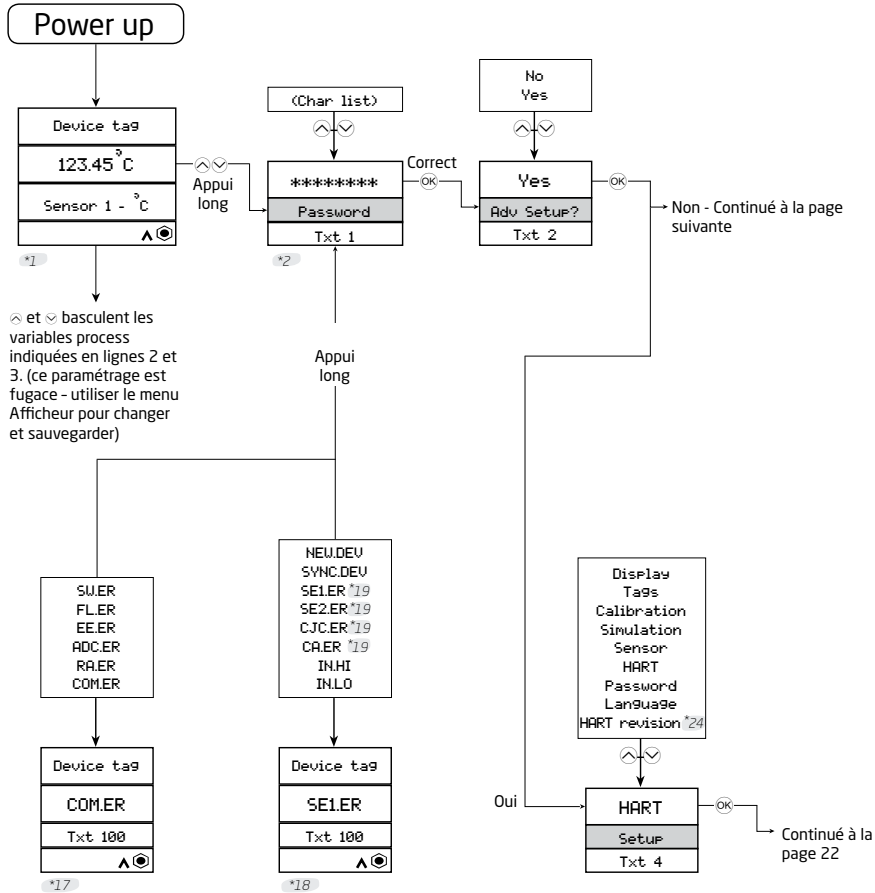 Power up
Device tag
123.45 °C
Sensor 1 - °C
*1
Appui
long
(Char list)
********
Password
Txt 1
*2
Correct
OK
No
Yes
Yes
Adv Setup?
Txt 2
OK
Non - Continué à la page
suivante
et basculent les
variables process
indiquées en lignes 2 et
3. (ce paramétrage est
fugace - utiliser le menu
Afficheur pour changer
et sauvegarder)
Appui
long
SW.ER
FL.ER
EE.ER
ADC.ER
RA.ER
COM.ER
Device tag
COM.ER
Txt 100
*17
NEW.DEV
SYNC.DEV
SE1.ER *19
SE2.ER *19
CJC.ER *19
CA.ER *19
IN.HI
IN.LO
Device tag
SE1.ER
Txt 100
*18
Display
Tags
Calibration
Simulation
Sensor
HART
Password
Language
HART revision *24
Oui
HART
Setup
Txt 4
OK
Continué à la
page 22